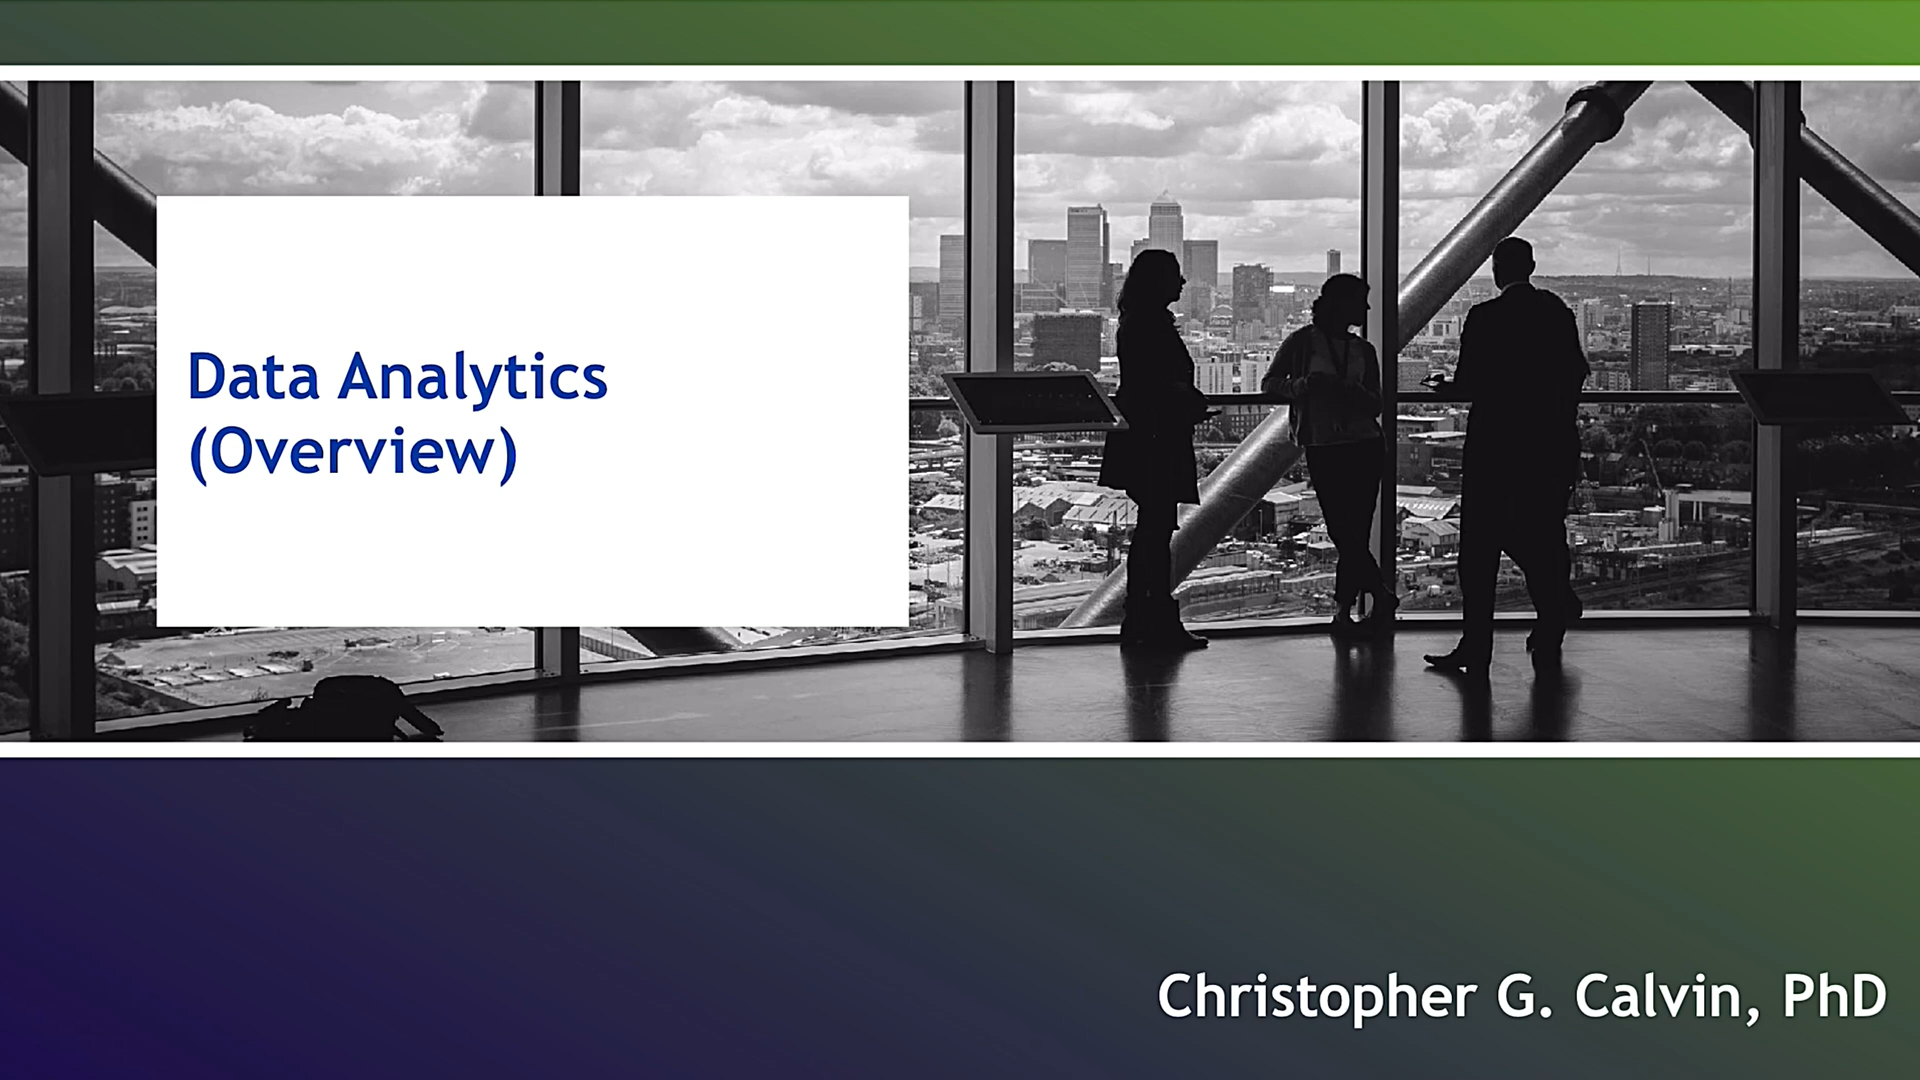 Data Analytics
(Overview)
Christopher G. Calvin, PhD